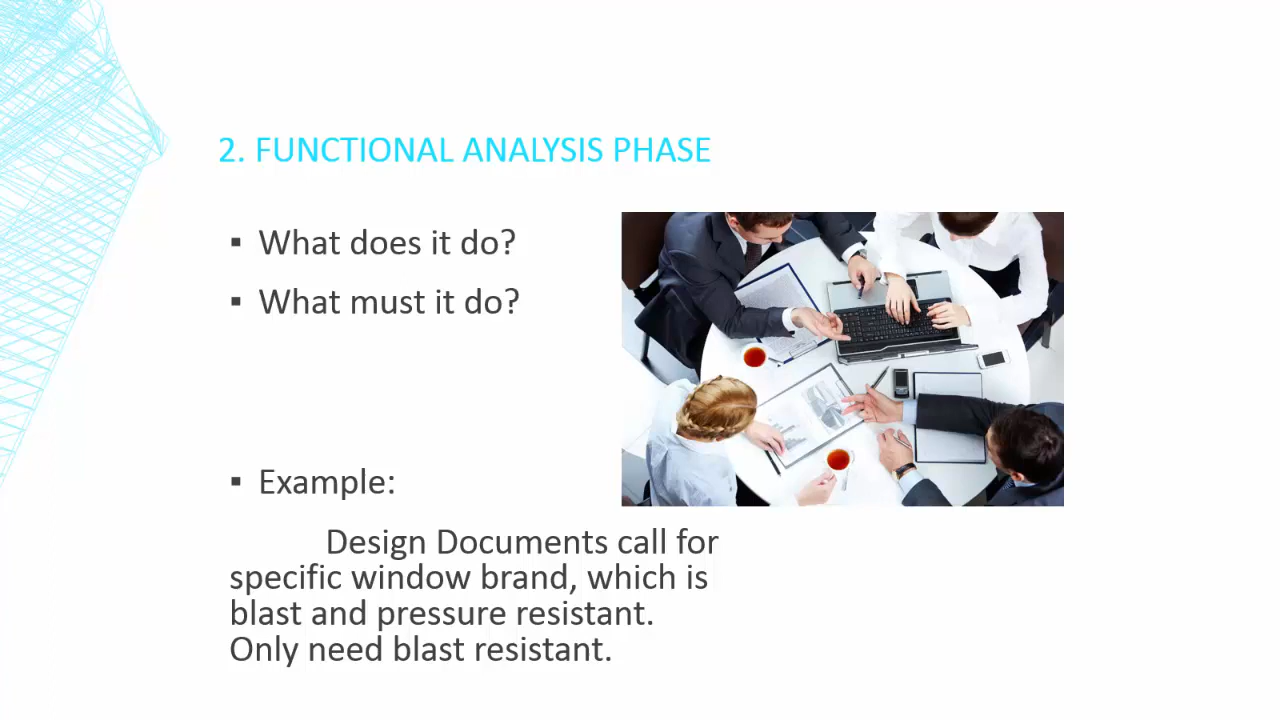 2. FUNCTIONAL ANALYSIS PHASE
▪ What does it do?
▪ What must it do?
▪ Example:
Design Documents call for
specific window brand, which is
blast and pressure resistant.
Only need blast resistant.